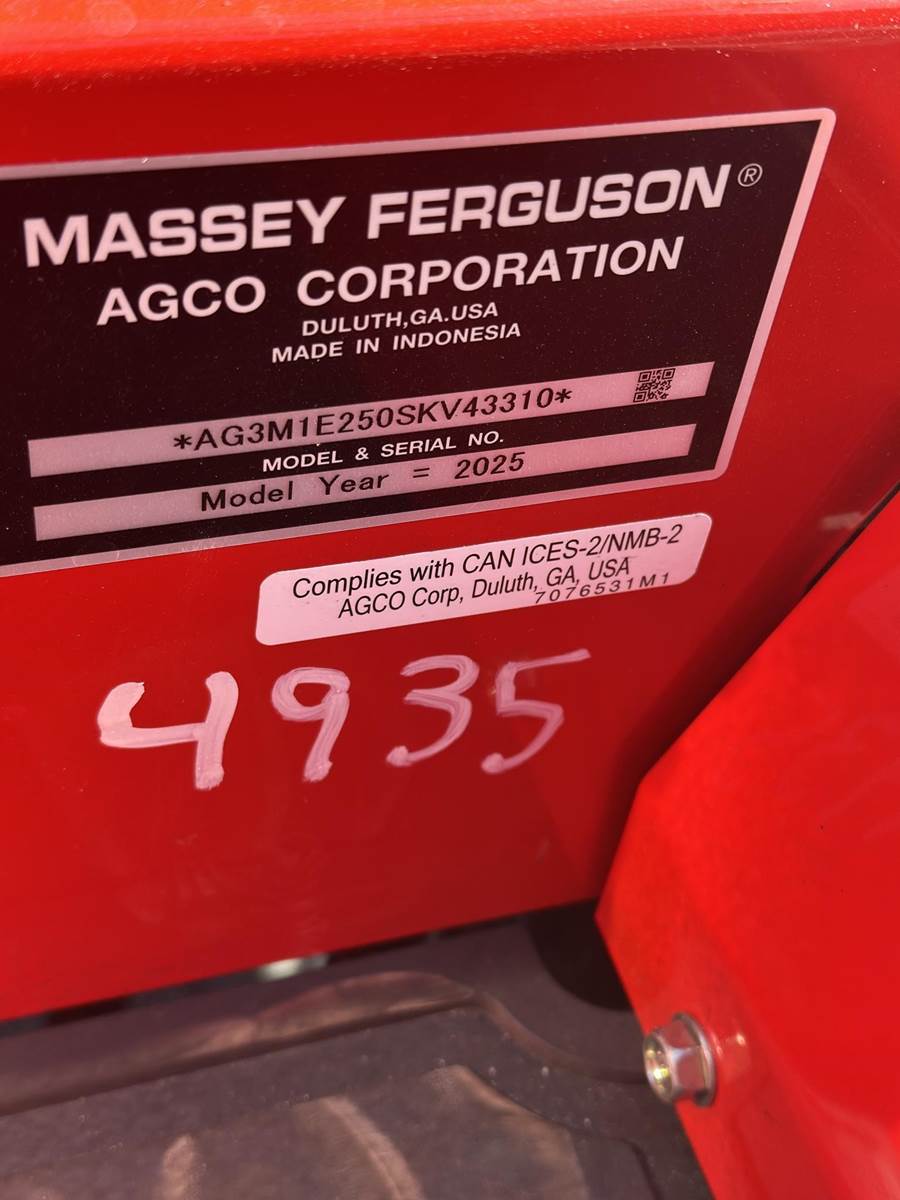 MASSEY FERGUSON®
AGCO CORPORATION
DULUTH,GA.USA
MADE IN INDONESIA
*AG3M1E250SKV43310*
MODEL & SERIAL NO.
Model Year = 2025
Complies with CAN ICES-2/NMB-2
AGCO Corp, Duluth, GA, USA
7076531M1
4935